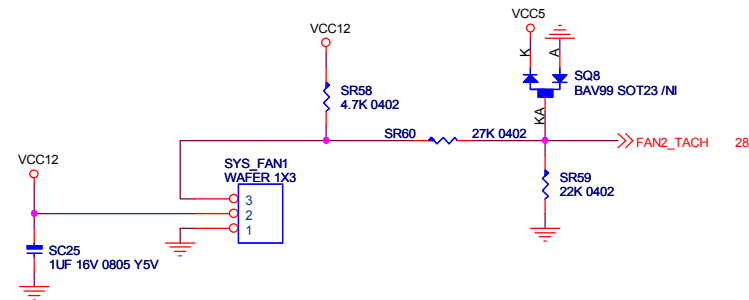 VCC5
VCC12
K
A
SQ8
BAV99 SOT23 /NI
SR58
4.7K 0402
KA
SR60
27K 0402
FAN2_TACH 28
VCC12
SYS_FAN1
WAFER 1X3
SR59
22K 0402
3
2
1
SC25
1UF 16V 0805 Y5V